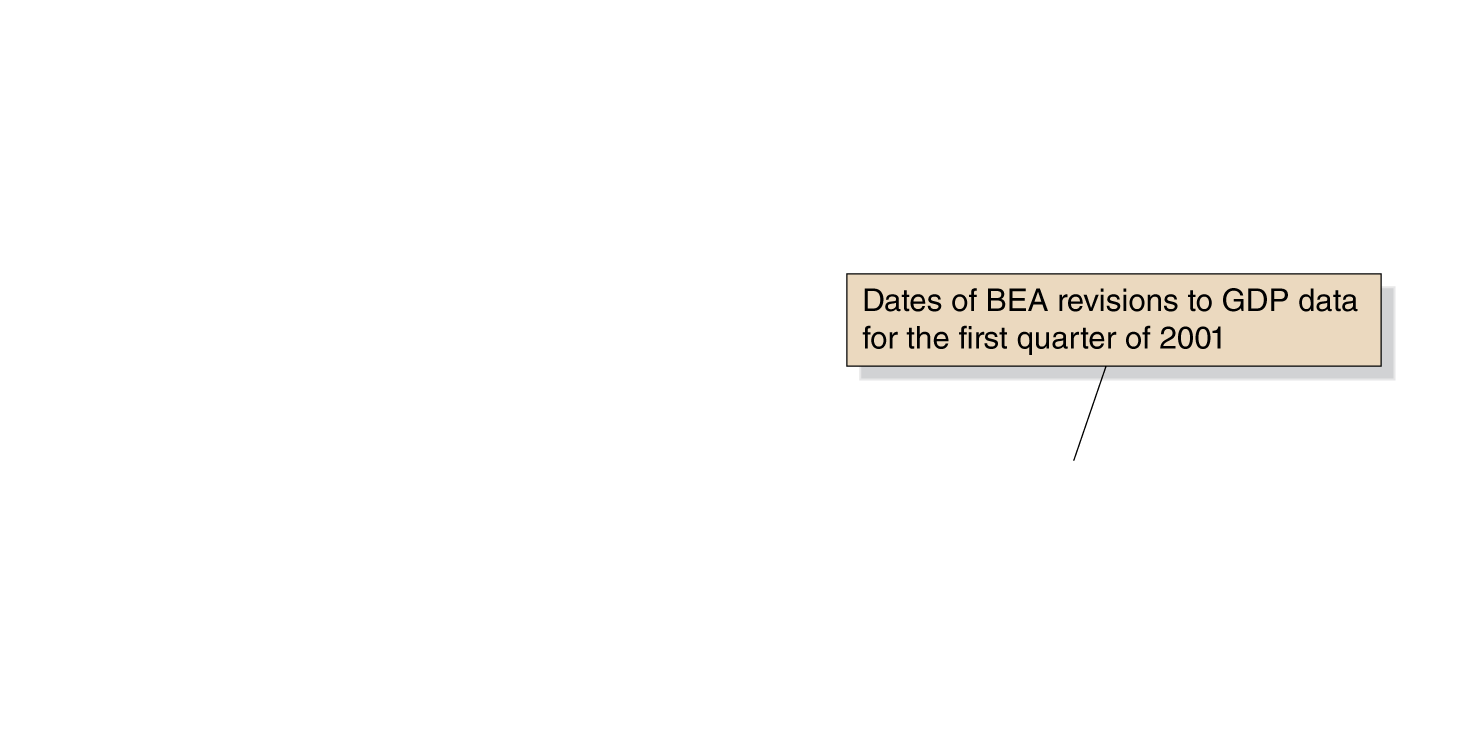 Dates of BEA revisions to GDP data
for the first quarter of 2001